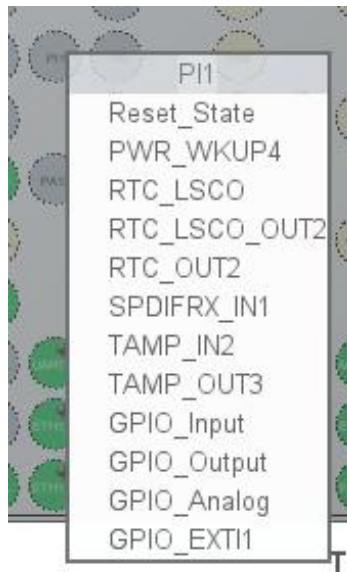 PI1
Reset_State
PWR_WKUP4
RTC_LSCO
RTC_LSCO_OUT2
RTC_OUT2
SPDIFRX_IN1
TAMP_IN2
TAMP_OUT3
GPIO_Input
GPIO_Output
GPIO_Analog
GPIO_EXTI1
T